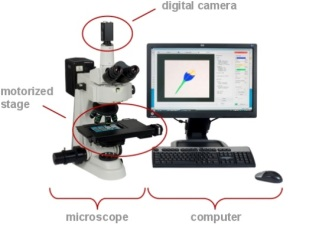 digital camera
motorized
stage
microscope
computer